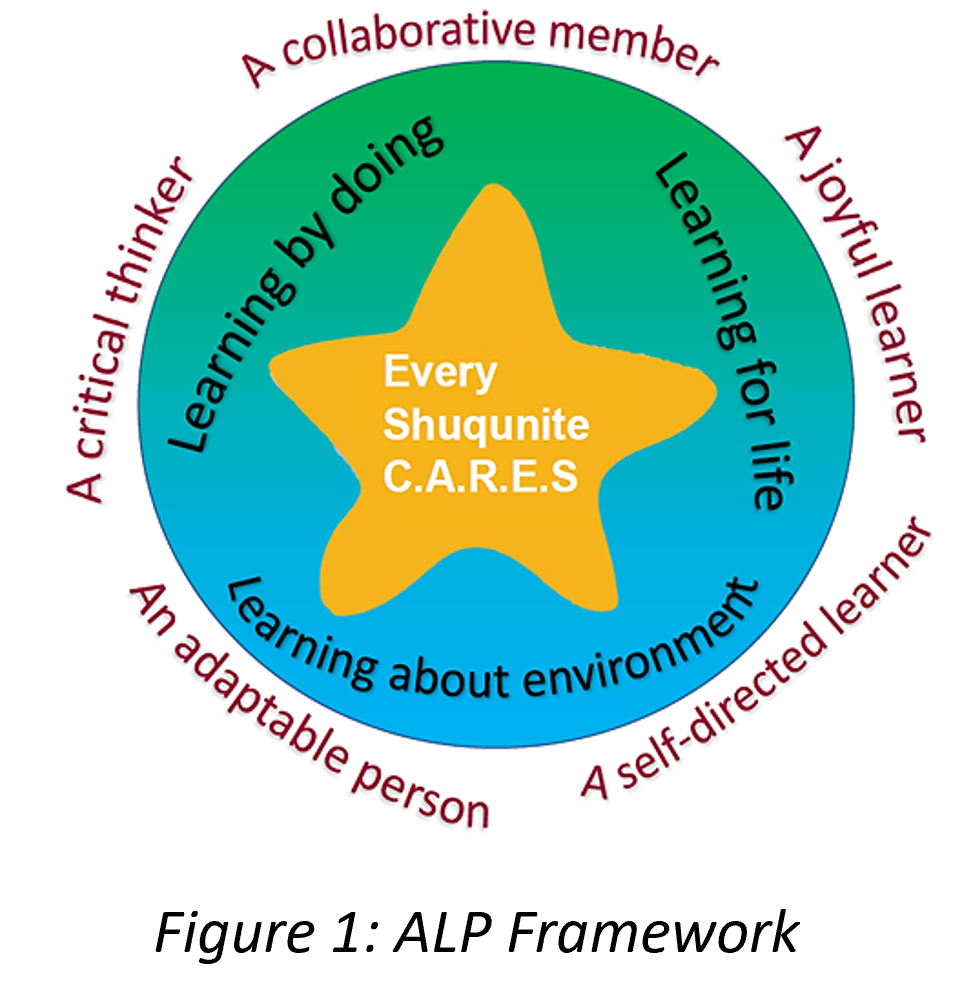 A collaborative member
A joyful learner
A self-directed learner
An adaptable person
A critical thinker
Learning by doing
Learning for life
Learning about environment
Every
Shuqunite
C.A.R.E.S
Figure 1: ALP Framework